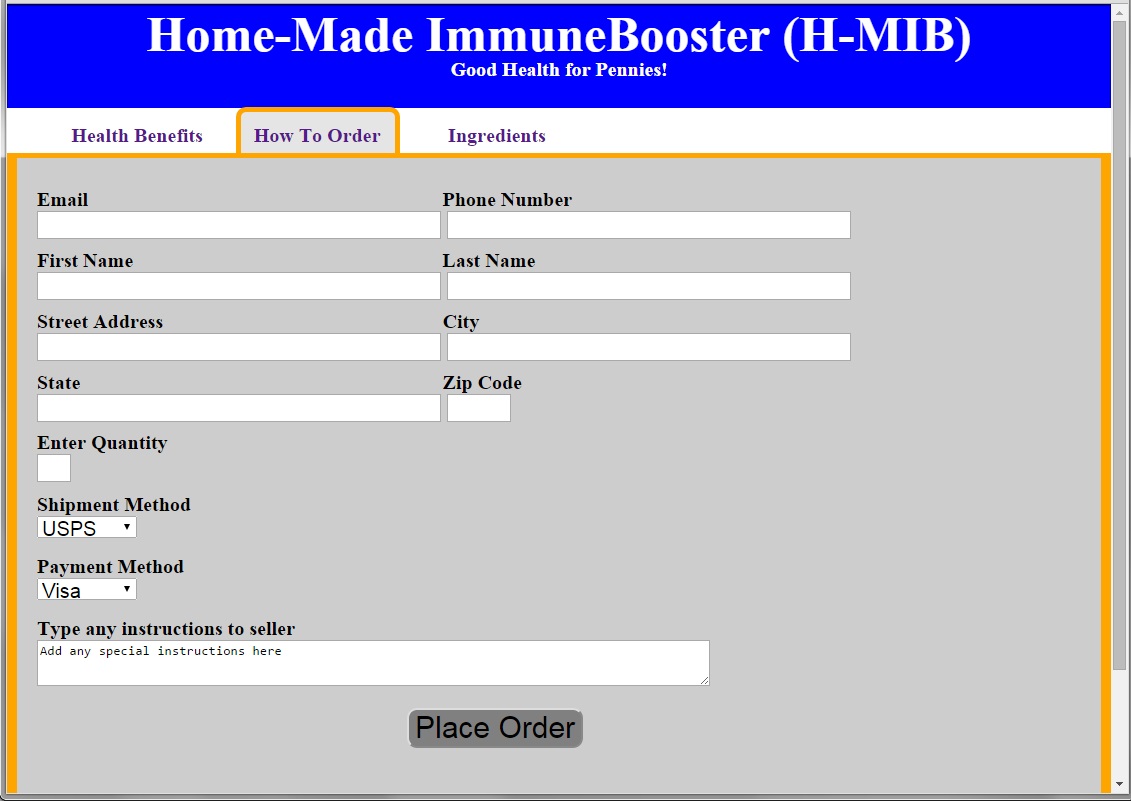 Home-Made ImmuneBooster (H-MIB)
Good Health for Pennies!
Health Benefits How To Order Ingredients
Email Phone Number
First Name Last Name
Street Address City
State Zip Code
Enter Quantity
Shipment Method
USPS
Payment Method
Visa
Type any instructions to seller
Add any special instructions here
Place Order